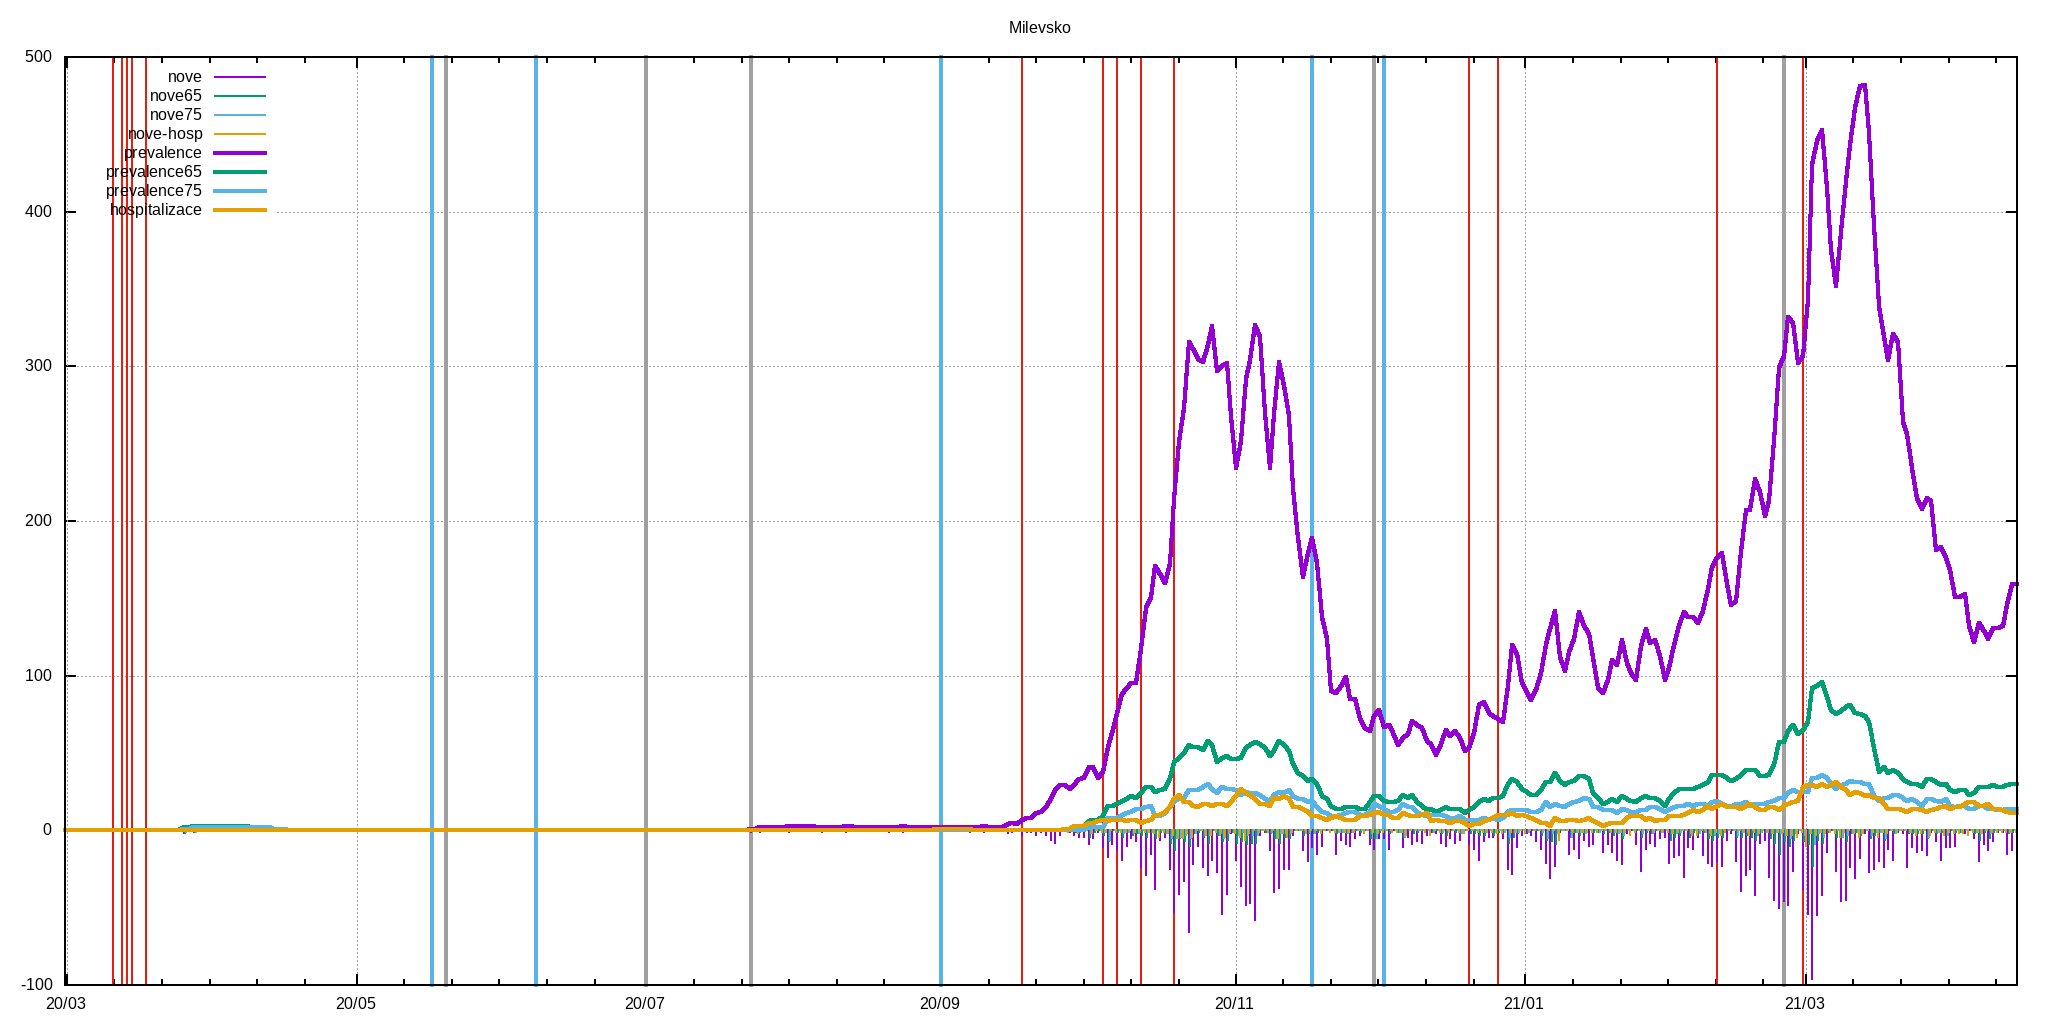 Milevsko
500
400
300
200
100
0
-100
nove
nove65
nove75
nove-hosp
prevalence
prevalence65
prevalence75
hospitalizace
20/03 20/05 20/07 20/09 20/11 21/01 21/03